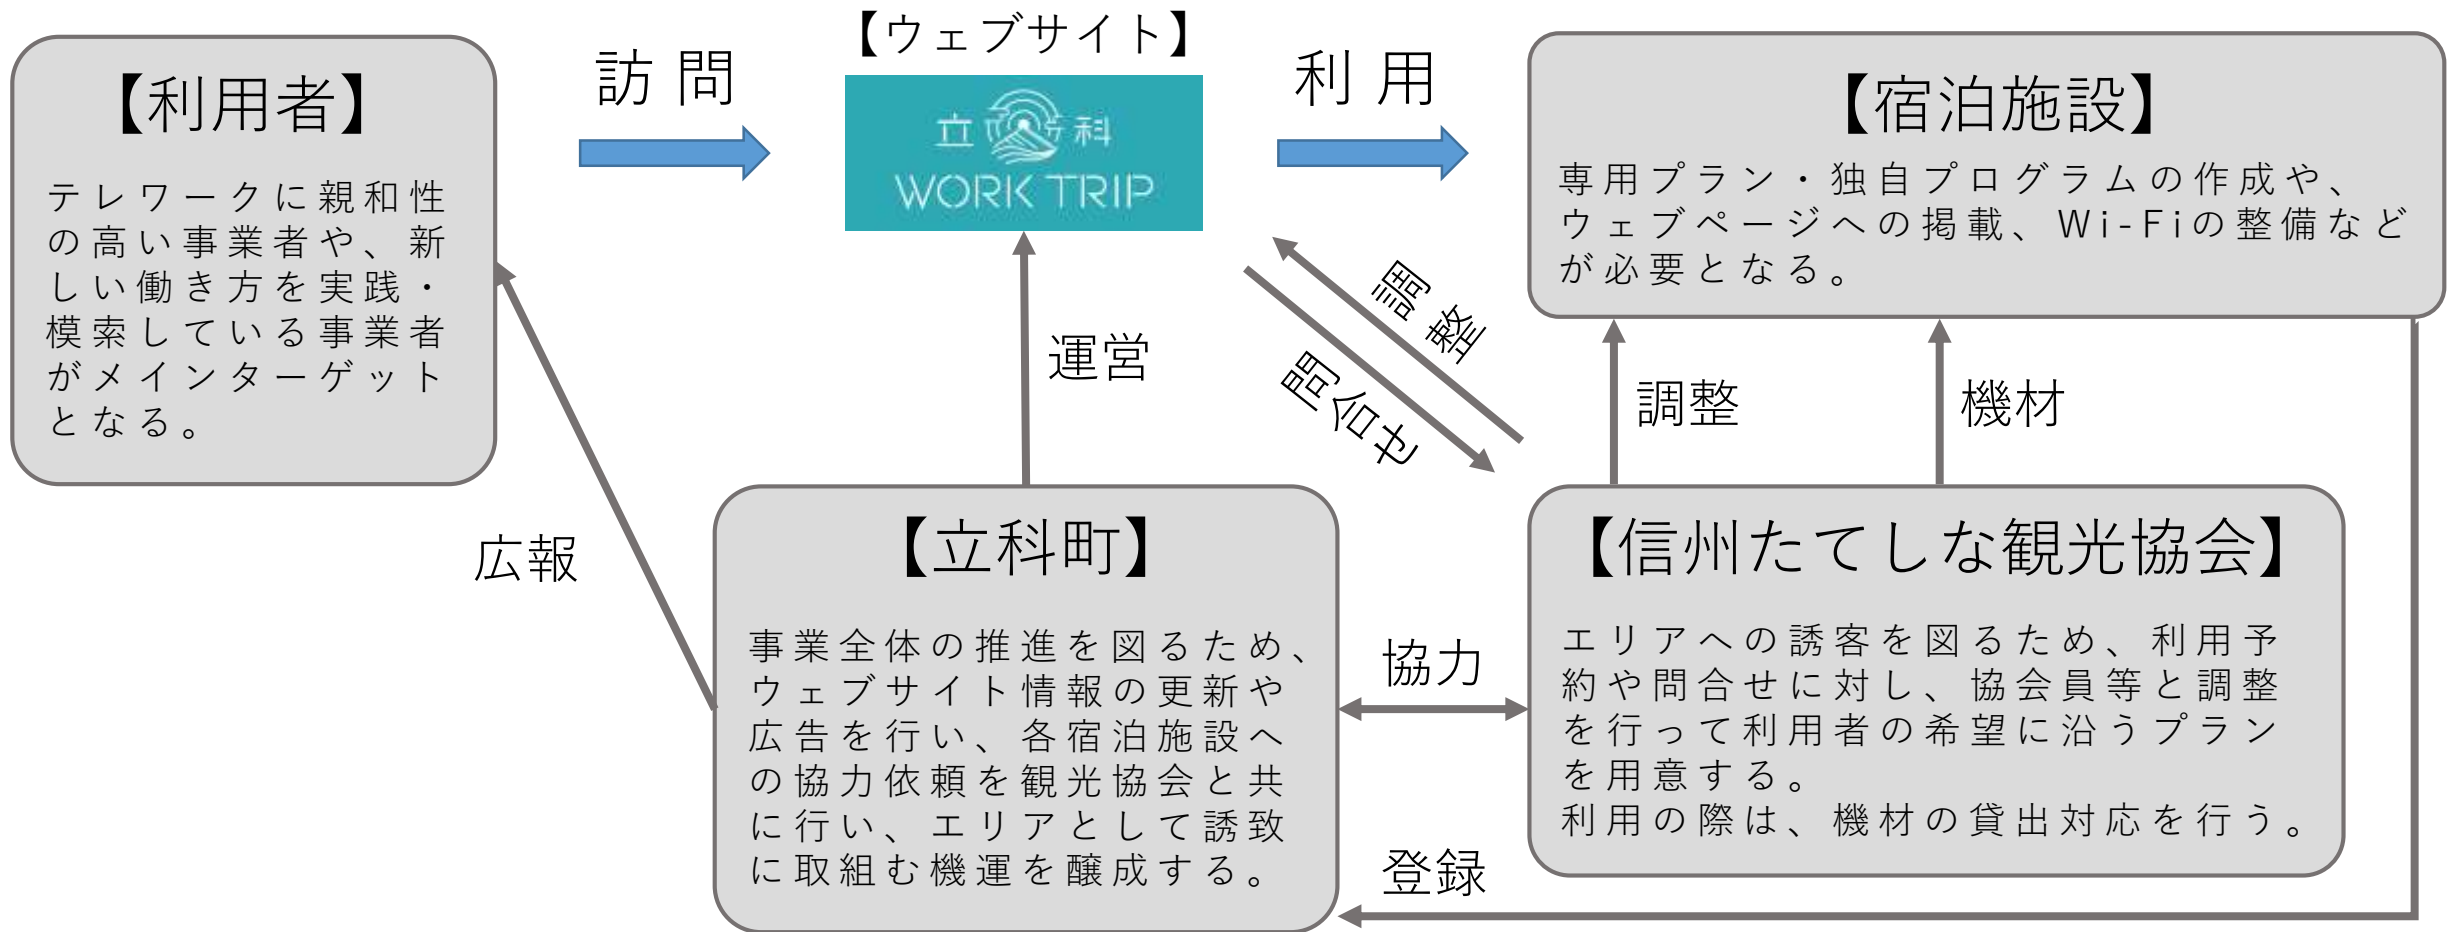 【利用者】
テレワークに親和性
の高い事業者や、新
しい働き方を実践・
模索している事業者
がメインターゲット
となる。
訪問
【ウェブサイト】
立科
WORK TRIP
利用
【宿泊施設】
専用プラン・独自プログラムの作成や、
ウェブページへの掲載、Wi-Fiの整備など
が必要となる。
広報
運営
調整
問合せ
調整
機材
【立科町】
事業全体の推進を図るため、
ウェブサイト情報の更新や
広告を行い、各宿泊施設へ
の協力依頼を観光協会と共
に行い、エリアとして誘致
に取組む機運を醸成する。
協力
登録
【信州たてしな観光協会】
エリアへの誘客を図るため、利用予
約や問合せに対し、協会員等と調整
を行って利用者の希望に沿うプラン
を用意する。
利用の際は、機材の貸出対応を行う。